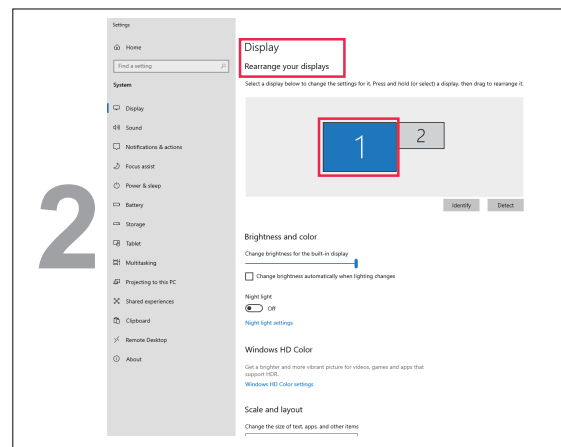 2
Settings
Home
Find a setting
System
Display
Sound
Notifications & actions
Focus assist
Power & sleep
Battery
Storage
Tablet
Multitasking
Projecting to this PC
Shared experiences
Clipboard
Remote Desktop
About
Display
Rearrange your displays
Select a display below to change the settings for it. Press and hold (or select) a display, then drag to rearrange it.
1
2
Identify Detect
Brightness and color
Change brightness for the built-in display
Change brightness automatically when lighting changes
Night light
Off
Night light settings
Windows HD Color
Get a brighter and more vibrant picture for videos, games and apps that
support HDR.
Windows HD Color settings
Scale and layout
Change the size of text, apps, and other items